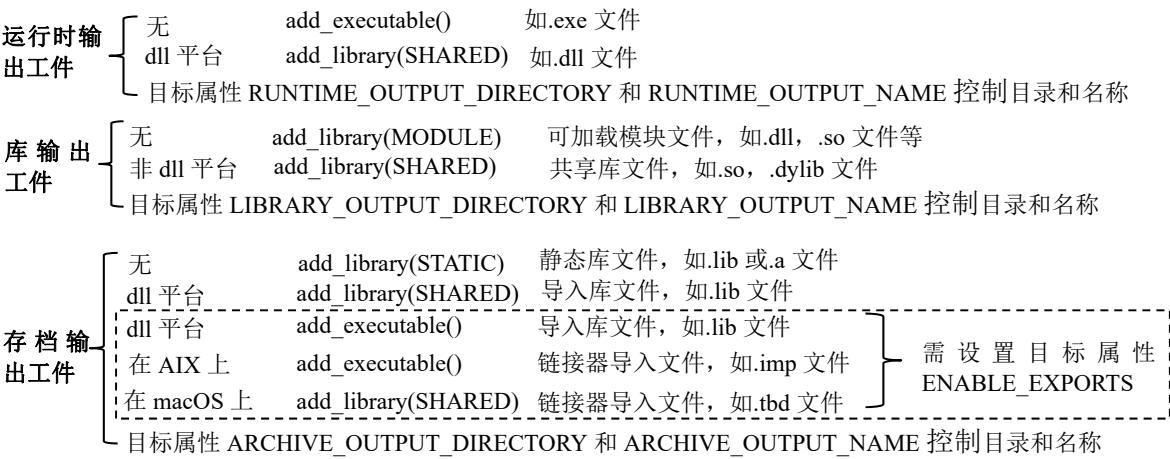 运行时输出工件
无 add_executable() 如.exe 文件
dll 平台 add_library(SHARED) 如.dll 文件
目标属性 RUNTIME_OUTPUT_DIRECTORY 和 RUNTIME_OUTPUT_NAME 控制目录和名称
库输出工件
无 add_library(MODULE) 可加载模块文件，如.dll，.so 文件等
非 dll 平台 add_library(SHARED) 共享库文件，如.so，.dylib 文件
目标属性 LIBRARY_OUTPUT_DIRECTORY 和 LIBRARY_OUTPUT_NAME 控制目录和名称
存档输出工件
无 add_library(STATIC) 静态库文件，如.lib 或.a 文件
dll 平台 add_library(SHARED) 导入库文件，如.lib 文件
dll 平台 add_executable() 导入库文件，如.lib 文件
在 AIX 上 add_executable() 链接器导入文件，如.imp 文件
在 macOS 上 add_library(SHARED) 链接器导入文件，如.tbd 文件
需设置目标属性
ENABLE_EXPORTS
目标属性 ARCHIVE_OUTPUT_DIRECTORY 和 ARCHIVE_OUTPUT_NAME 控制目录和名称